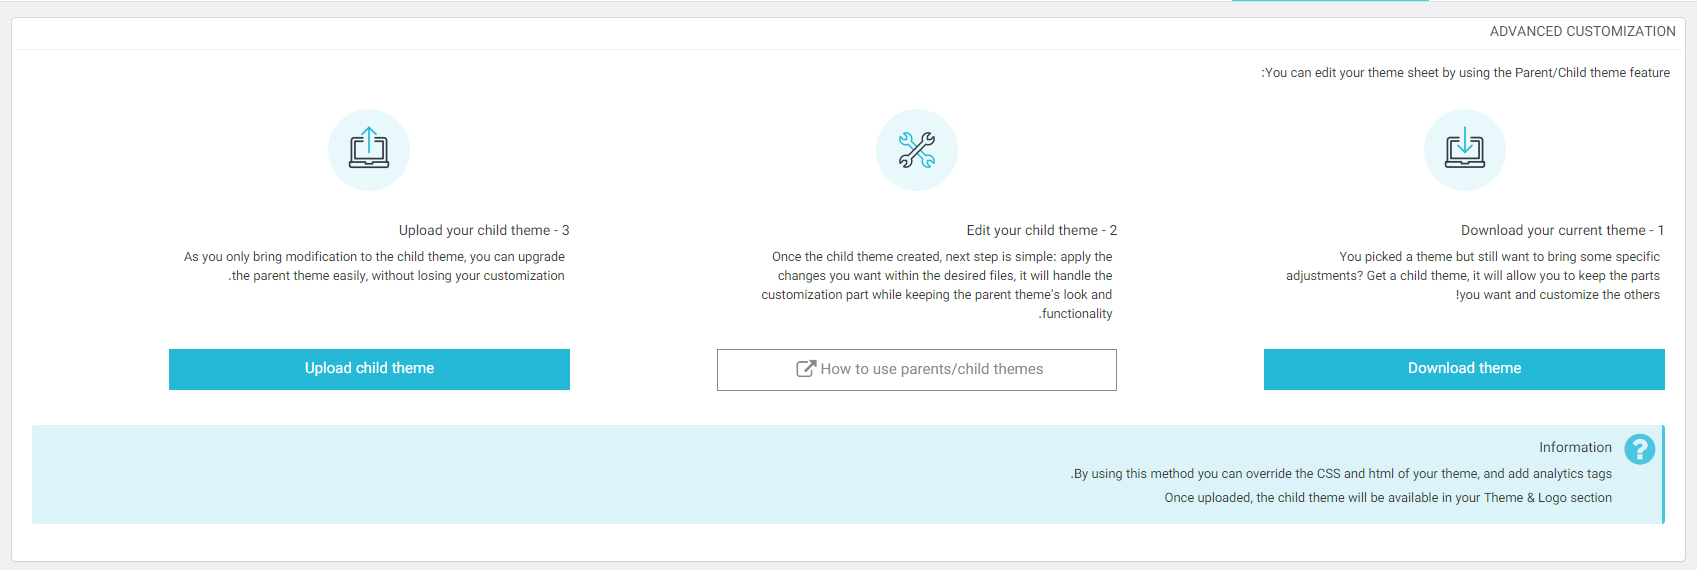 ADVANCED CUSTOMIZATION
:You can edit your theme sheet by using the Parent/Child theme feature
Download your current theme - 1
You picked a theme but still want to bring some specific
adjustments? Get a child theme, it will allow you to keep the parts
!you want and customize the others
Download theme
Edit your child theme - 2
Once the child theme created, next step is simple: apply the
changes you want within the desired files, it will handle the
customization part while keeping the parent theme's look and
.functionality
How to use parents/child themes
Upload your child theme - 3
As you only bring modification to the child theme, you can upgrade
.the parent theme easily, without losing your customization
Upload child theme
Information
.By using this method you can override the CSS and html of your theme, and add analytics tags
Once uploaded, the child theme will be available in your Theme & Logo section